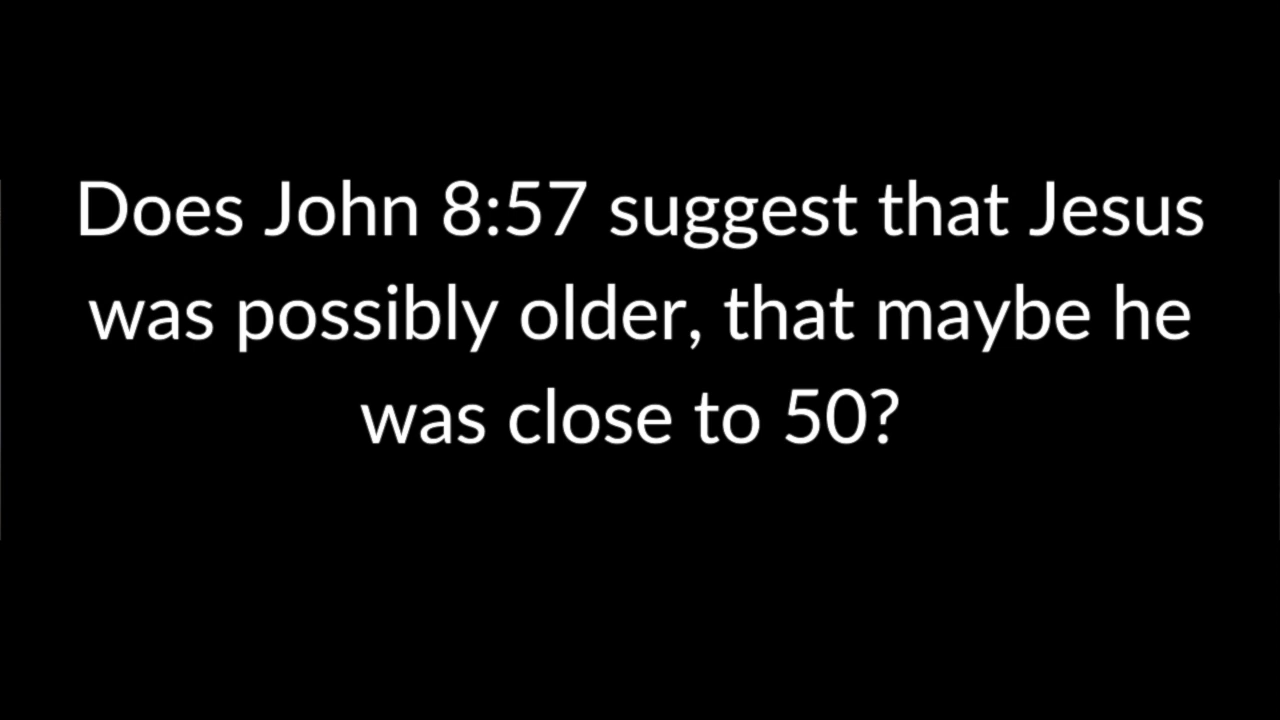 Does John 8:57 suggest that Jesus
was possibly older, that maybe he
was close to 50?